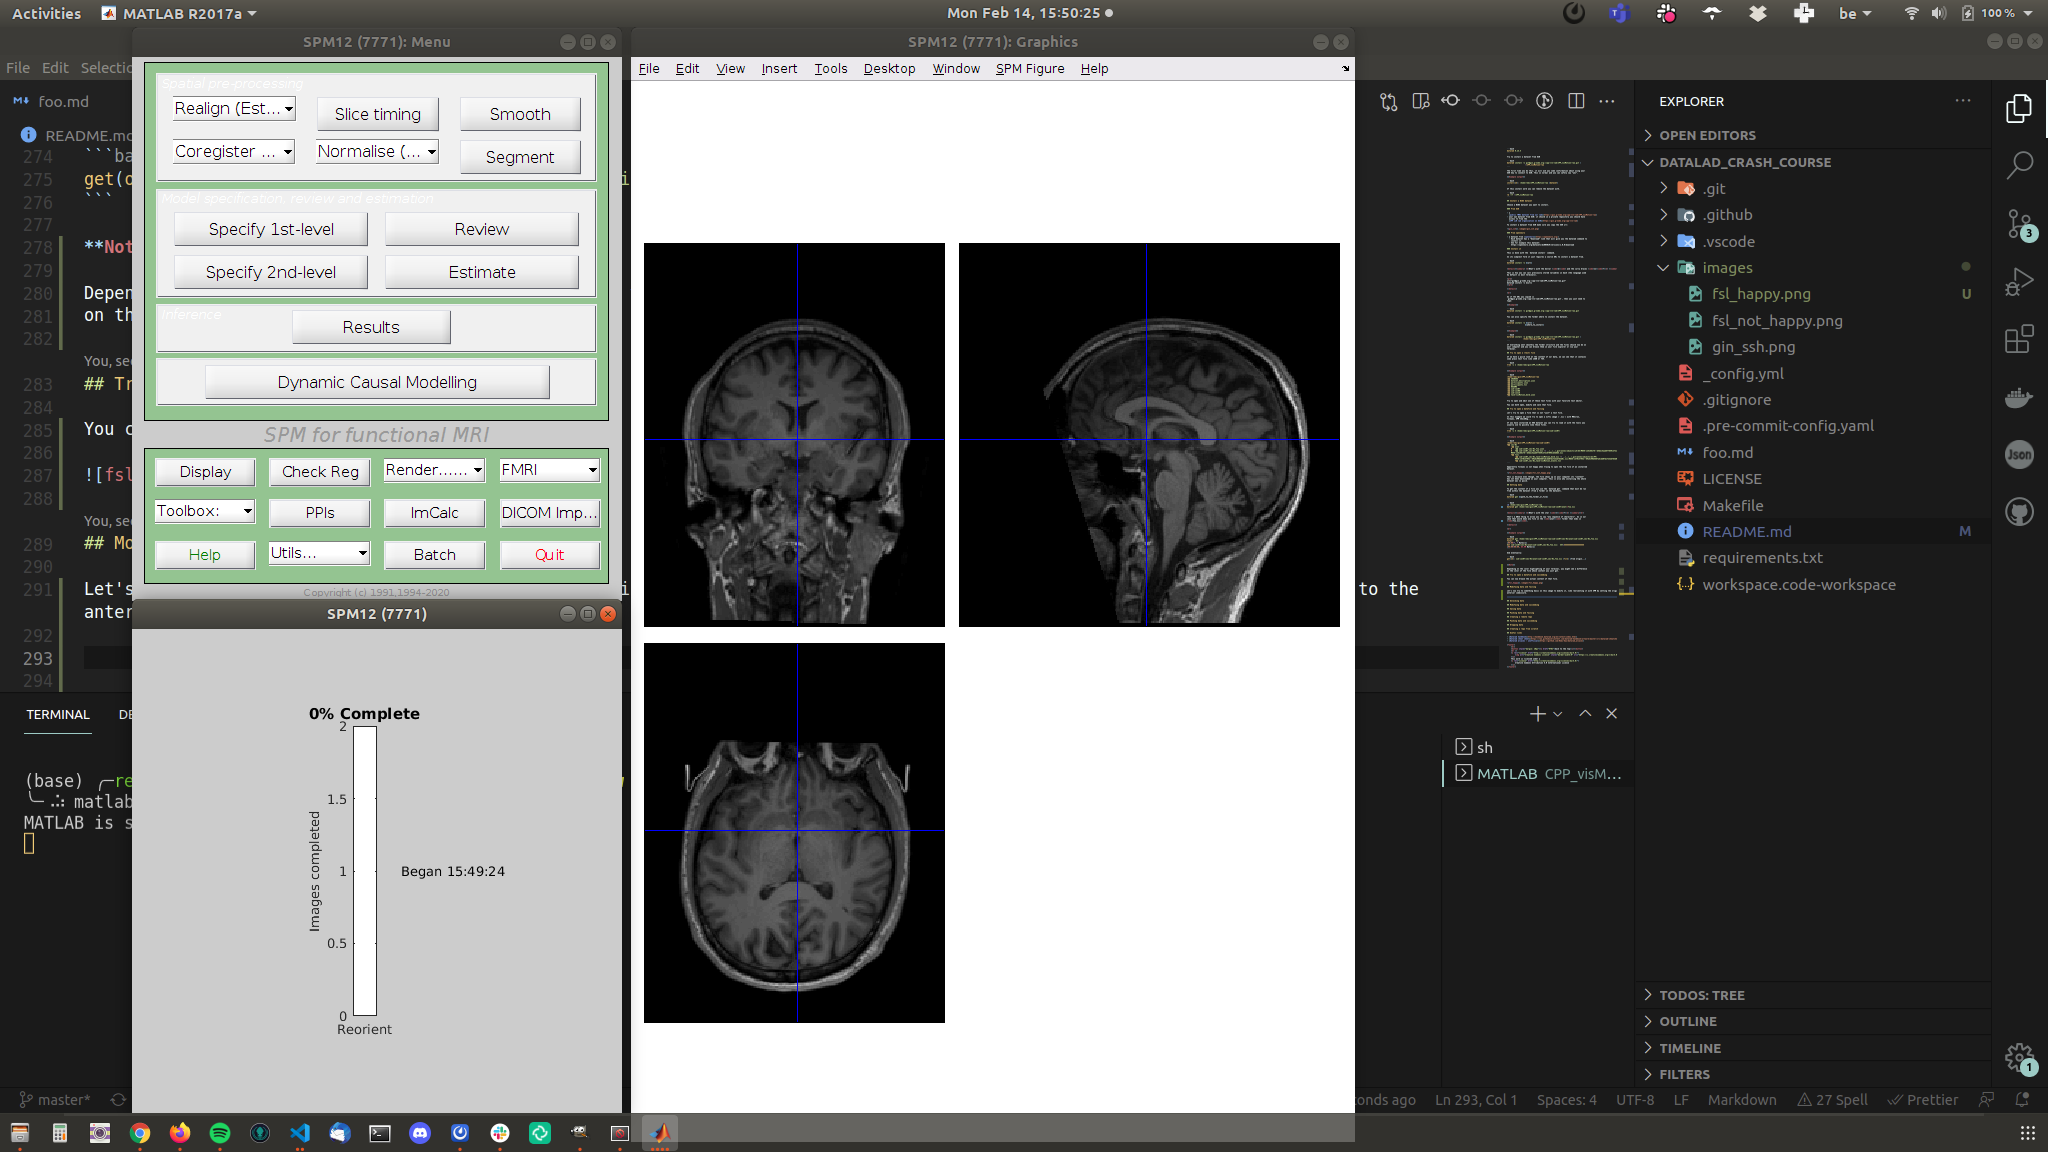 Activities MATLAB R2017a Mon Feb 14, 15:50:25 be 100 %
SPM12 (7771): Menu
Spatial pre-processing
Realign (Est... Slice timing Smooth
Coregister ... Normalise (... Segment
Model specification, review and estimation
Specify 1st-level Review
Specify 2nd-level Estimate
Inference
Results
Dynamic Causal Modelling
SPM for functional MRI
Display Check Reg Render...... FMRI
Toolbox: PPIs ImCalc DICOM Imp...
Help Utils... Batch Quit
Copyright (c) 1991,1994-2020
SPM12 (7771)
0% Complete
2
1.5
1
0.5
0
Images completed
Began 15:49:24
Reorient
SPM12 (7771): Graphics
File Edit View Insert Tools Desktop Window SPM Figure Help
File Edit Selectio
foo.md
README.md
274 ```ba
275 get(o
276 ```
277
278 **Not
279
280 Depen
281 on th
282
You, se
283 ## Tr
284
285 You c
286
287 ![fsl
288
You, se
289 ## Mo
290
291 Let's to the
anter
292
293
294
TERMINAL DE
(base) re
matlab
MATLAB is s
sh
MATLAB CPP_visM...
EXPLORER
OPEN EDITORS
DATALAD_CRASH_COURSE
.git
.github
.vscode
images
fsl_happy.png U
fsl_not_happy.png
gin_ssh.png
_config.yml
.gitignore
.pre-commit-config.yaml
foo.md
LICENSE
Makefile
README.md M
requirements.txt
workspace.code-workspace
TODOS: TREE
OUTLINE
TIMELINE
FILTERS
3
Json
1
master* onds ago Ln 293, Col 1 Spaces: 4 UTF-8 LF Markdown 27 Spell Prettier